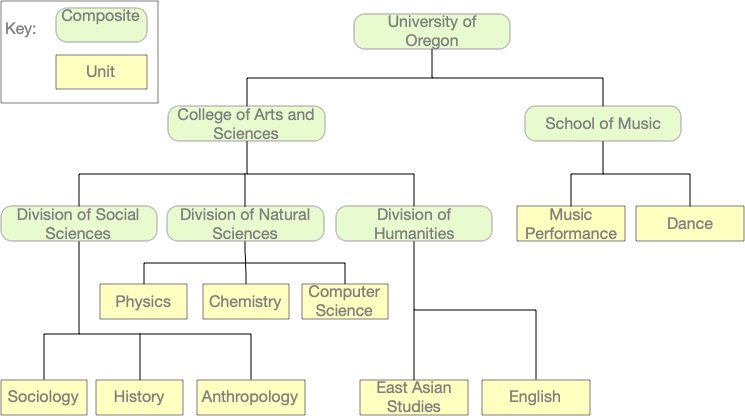 Key:
Composite
Unit
University of
Oregon
College of Arts and
Sciences
School of Music
Division of Social
Sciences
Division of Natural
Sciences
Division of
Humanities
Music
Performance
Dance
Physics
Chemistry
Computer
Science
Sociology
History
Anthropology
East Asian
Studies
English